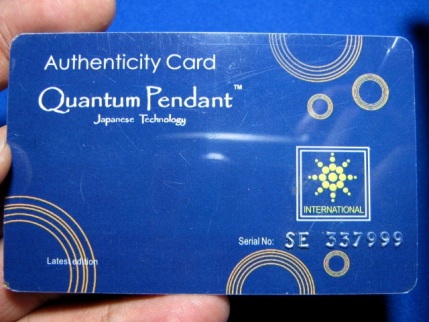 Authenticity Card
Quantum Pendant™
Japanese Technology
INTERNATIONAL
Serial No: SE 337999
Latest edition